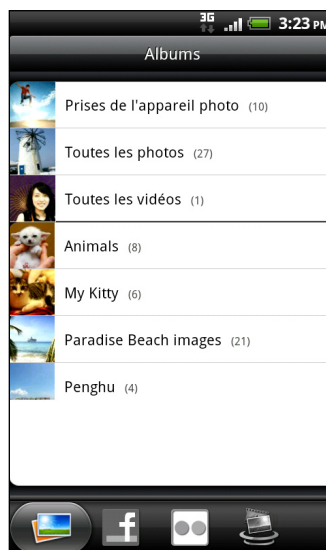 3G 3:23 PM
Albums
Prises de l'appareil photo (10)
Toutes les photos (27)
Toutes les vidéos (1)
Animals (8)
My Kitty (6)
Paradise Beach images (21)
Penghu (4)
f